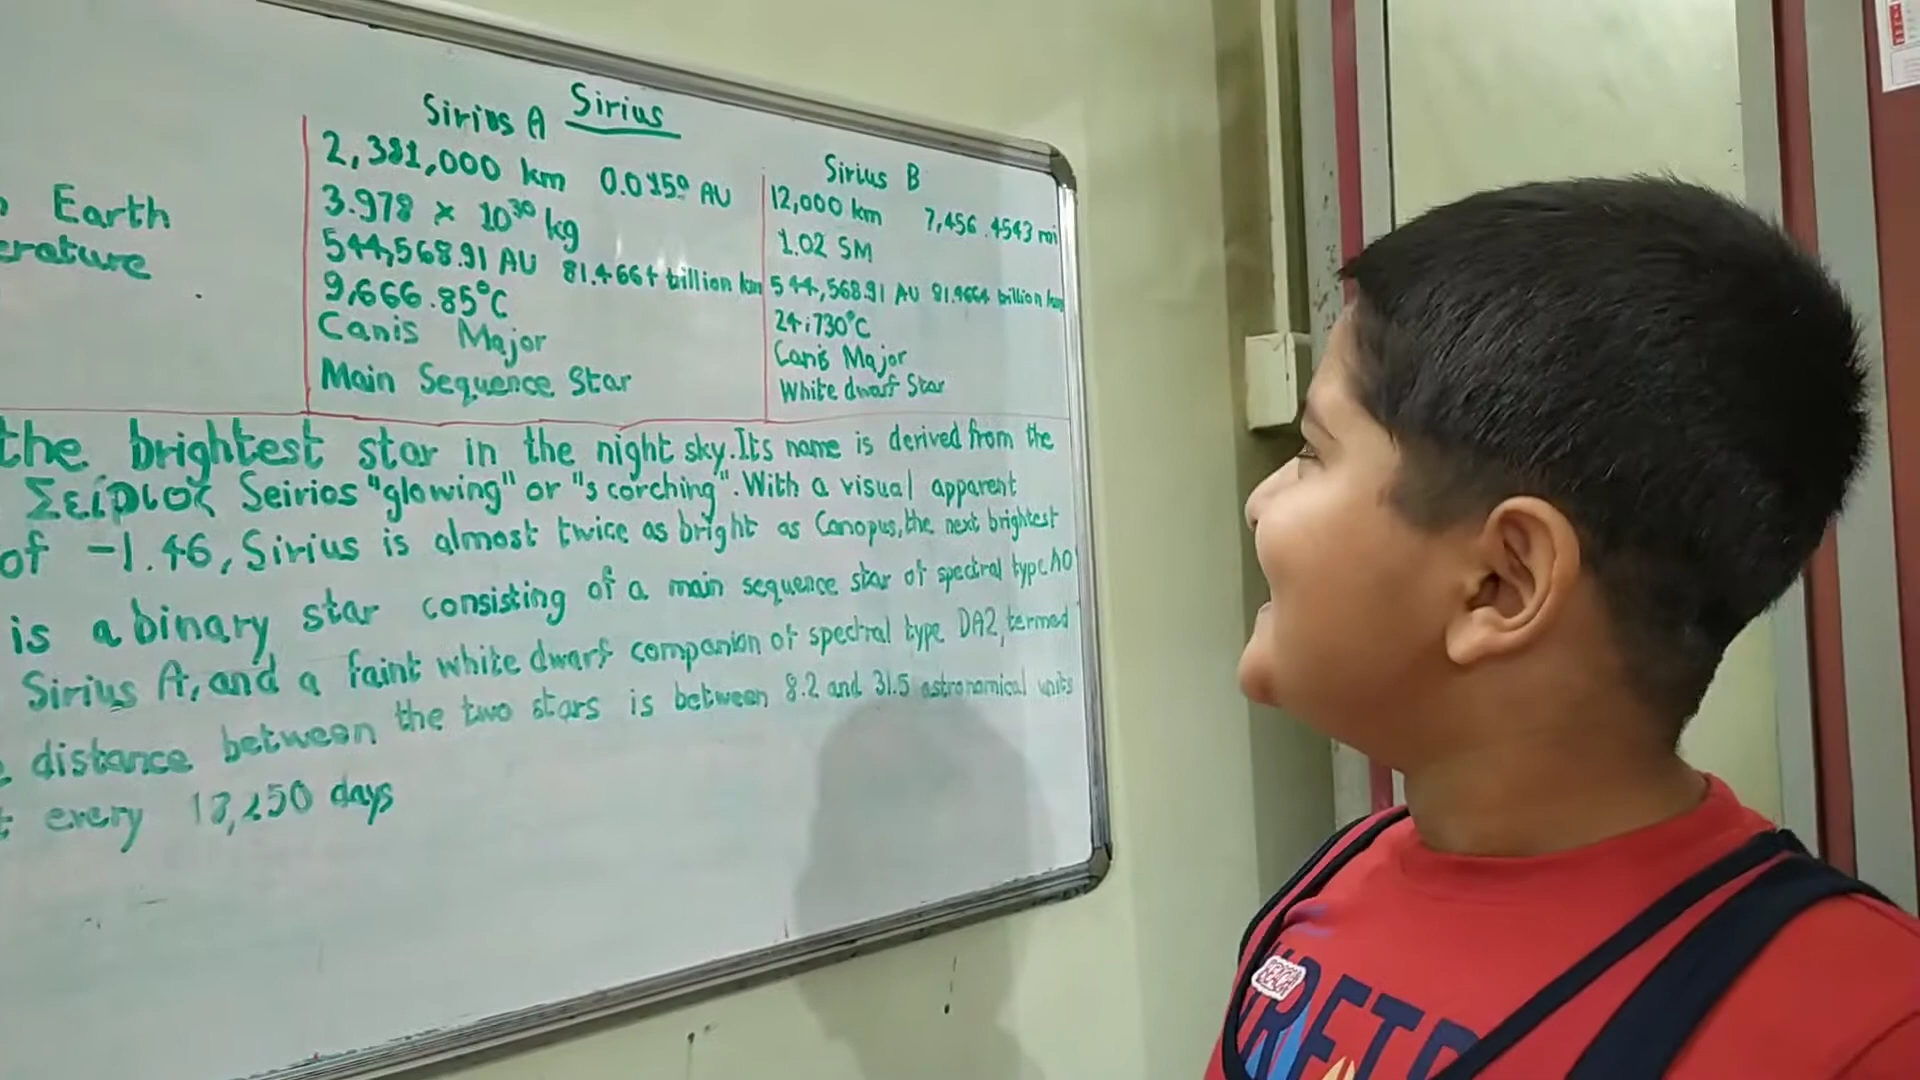 Sirius
Sirius A
Sirius B
2,381,000 km AU
12,000 km 7,456.4543 mi
Earth 3.978 × 10³⁰ kg
1.02 SM
erature 544,568.91 AU 81.4664 billion km
544,568.91 AU 81.4664 billion km
9,666.85°C
24,730°C
Canis Major
Canis Major
Main Sequence Star
White dwarf Star
the brightest star in the night sky. Its name is derived from the
Σείριος Seirios "glowing" or "scorching". With a visual apparent
of -1.46, Sirius is almost twice as bright as Canopus, the next brightest
is a binary star consisting of a main sequence star of spectral type A0
Sirius A, and a faint white dwarf companion of spectral type DA2, termed
distance between the two stars is between 8.2 and 31.5 astronomical units
every 18,250 days
BEACH